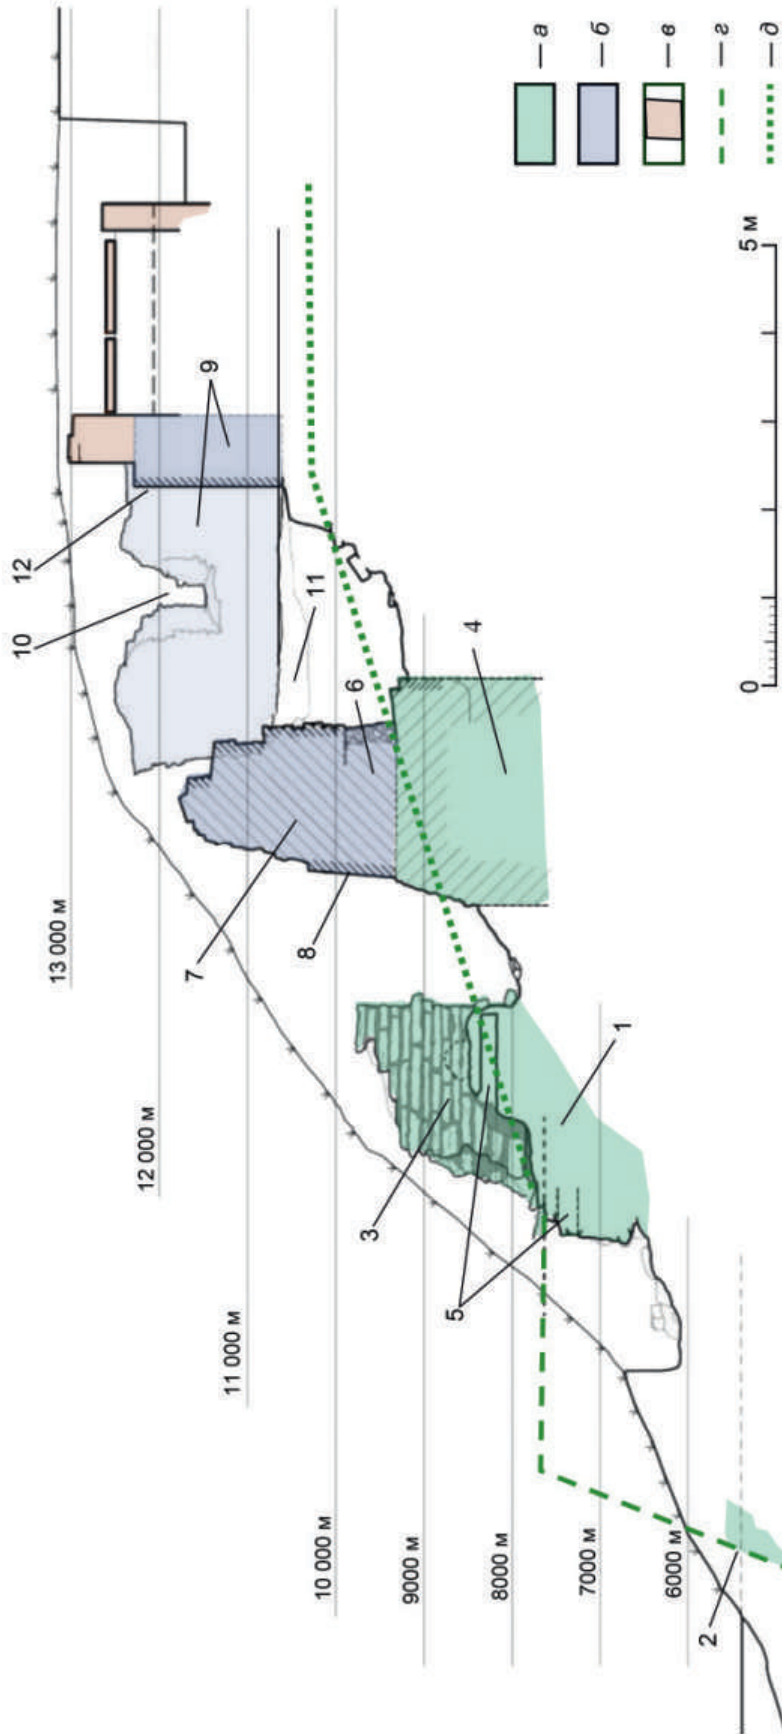 13 000 м
12 000 м
11 000 м
10 000 м
9000 м
8000 м
7000 м
6000 м
1
2
3
4
5
6
7
8
9
10
11
12
— а
— б
— в
— г
— д
0
5 м